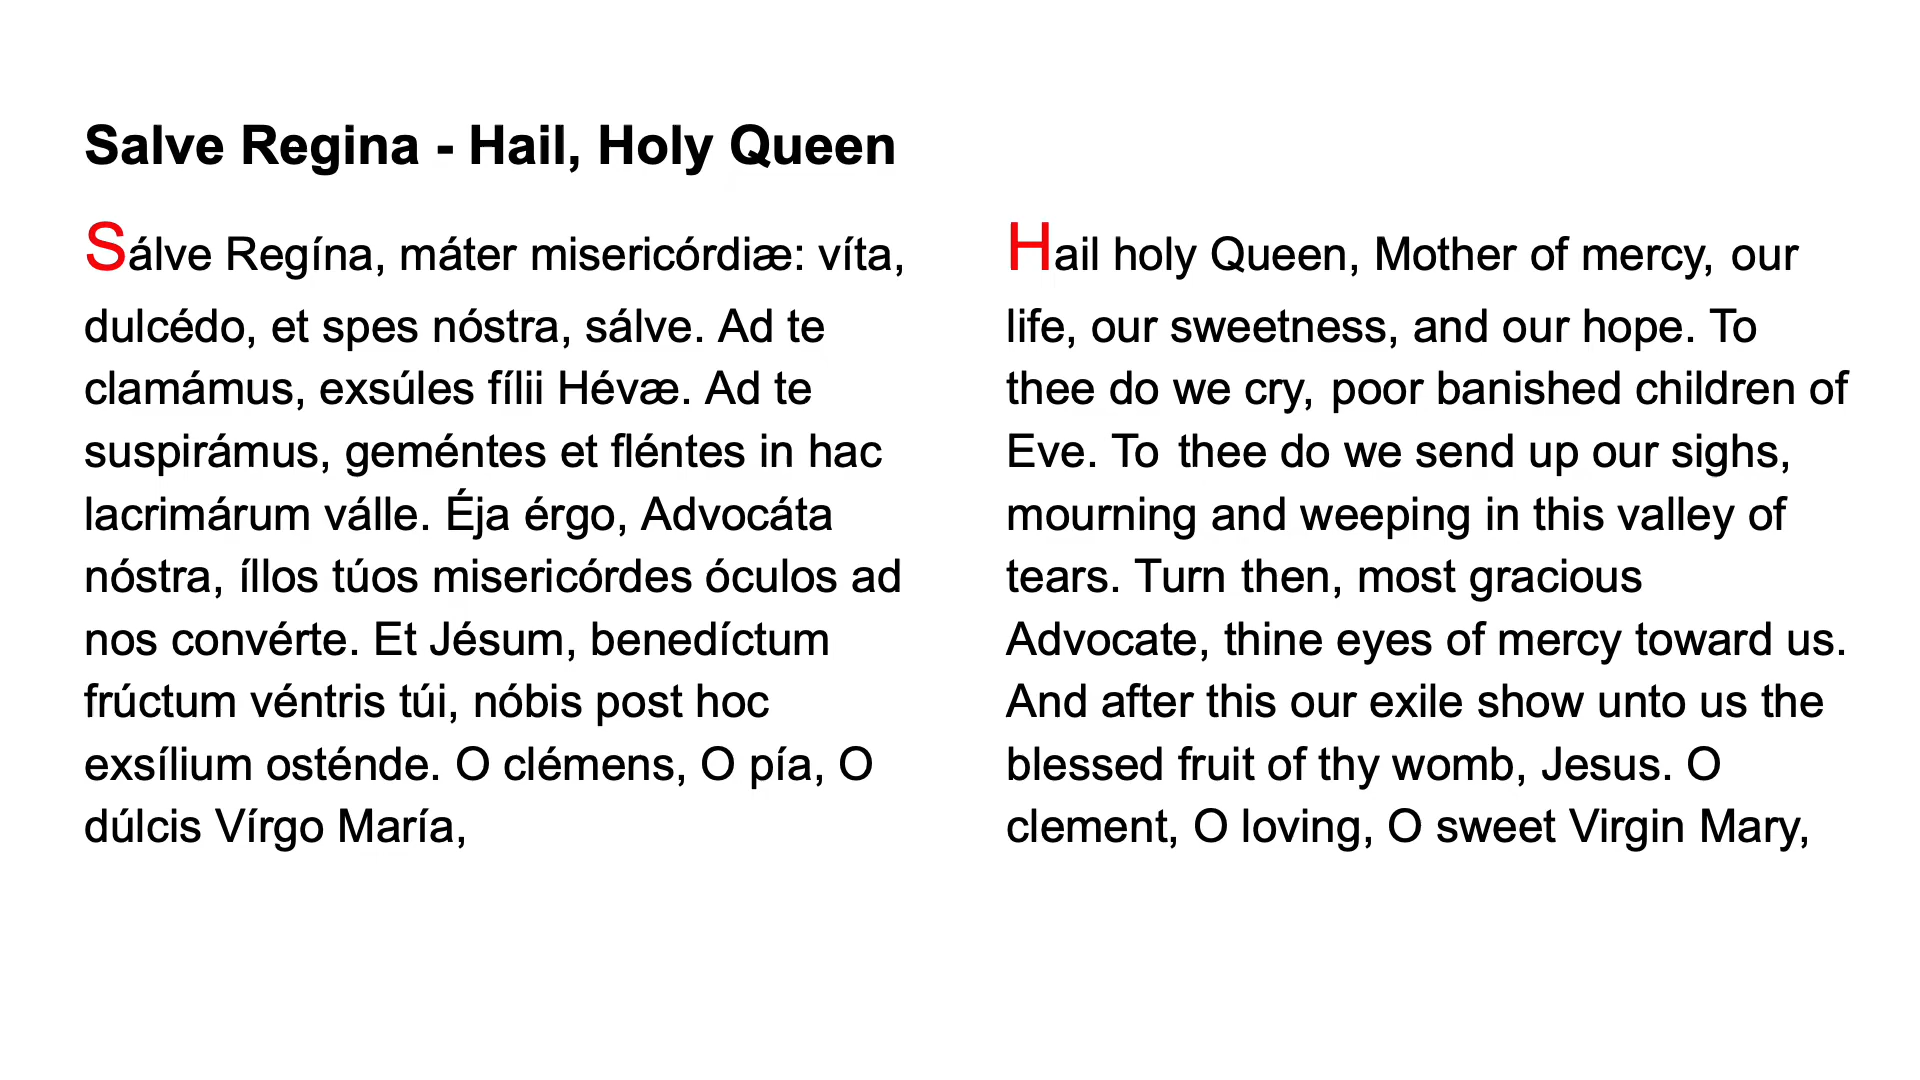 Salve Regina - Hail, Holy Queen
Sálve Regína, máter misericórdiæ: víta,
dulcédo, et spes nóstra, sálve. Ad te
clamámus, exsúles fílii Hévæ. Ad te
suspirámus, geméntes et fléntes in hac
lacrimárum válle. Éja érgo, Advocáta
nóstra, íllos túos misericórdes óculos ad
nos convérte. Et Jésum, benedíctum
frúctum véntris túi, nóbis post hoc
exsílium osténde. O clémens, O pía, O
dúlcis Vírgo María,
Hail holy Queen, Mother of mercy, our
life, our sweetness, and our hope. To
thee do we cry, poor banished children of
Eve. To thee do we send up our sighs,
mourning and weeping in this valley of
tears. Turn then, most gracious
Advocate, thine eyes of mercy toward us.
And after this our exile show unto us the
blessed fruit of thy womb, Jesus. O
clement, O loving, O sweet Virgin Mary,